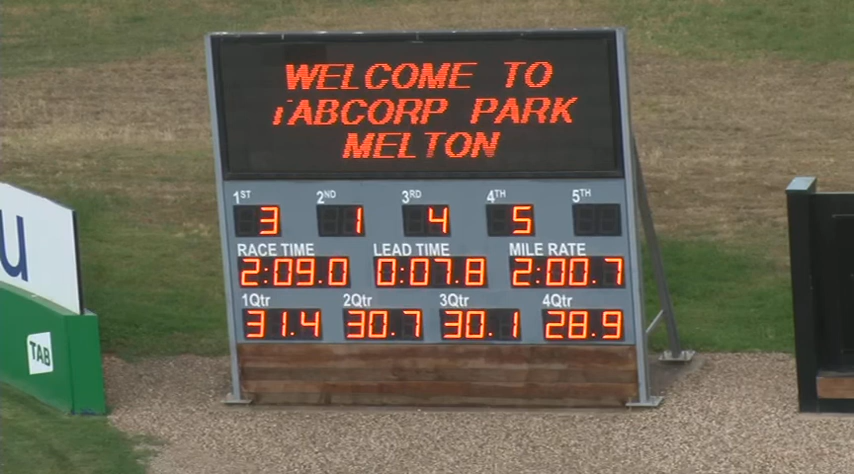 WELCOME TO
TABCORP PARK
MELTON
1ST 2ND 3RD 4TH 5TH
3 1 4 5
RACE TIME LEAD TIME MILE RATE
2:09.0 0:07.8 2:00.7
1Qtr 2Qtr 3Qtr 4Qtr
31.4 30.7 30.1 28.9
u
TAB